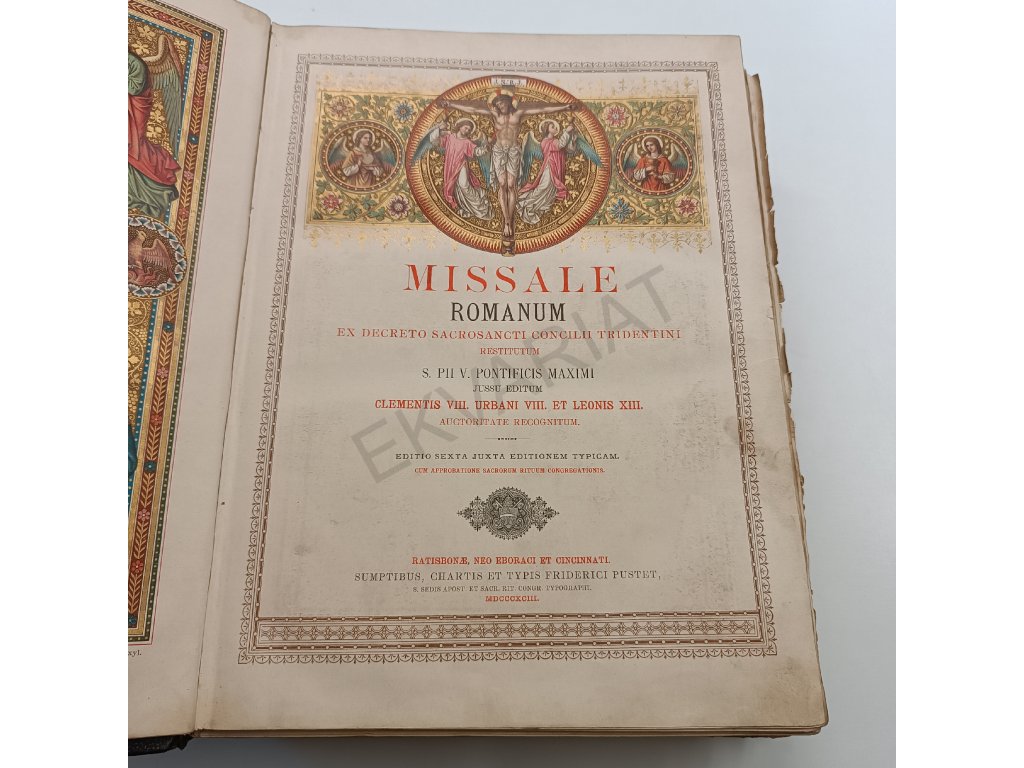 I.N.R.I.
MISSALE
ROMANUM
EX DECRETO SACROSANCTI CONCILII TRIDENTINI
RESTITUTUM
S. PII V. PONTIFICIS MAXIMI
JUSSU EDITUM
CLEMENTIS VIII. URBANI VIII. ET LEONIS XIII.
AUCTORITATE RECOGNITUM.
EDITIO SEXTA JUXTA EDITIONEM TYPICAM.
CUM APPROBATIONE SACRORUM RITUUM CONGREGATIONIS.
RATISBONÆ, NEO EBORACI ET CINCINNATI.
SUMPTIBUS, CHARTIS ET TYPIS FRIDERICI PUSTET,
S. SEDIS APOST. ET SACR. RIT. CONGR. TYPOGRAPHI.
MDCCCXCIII.
xyl.
EKVARIAT